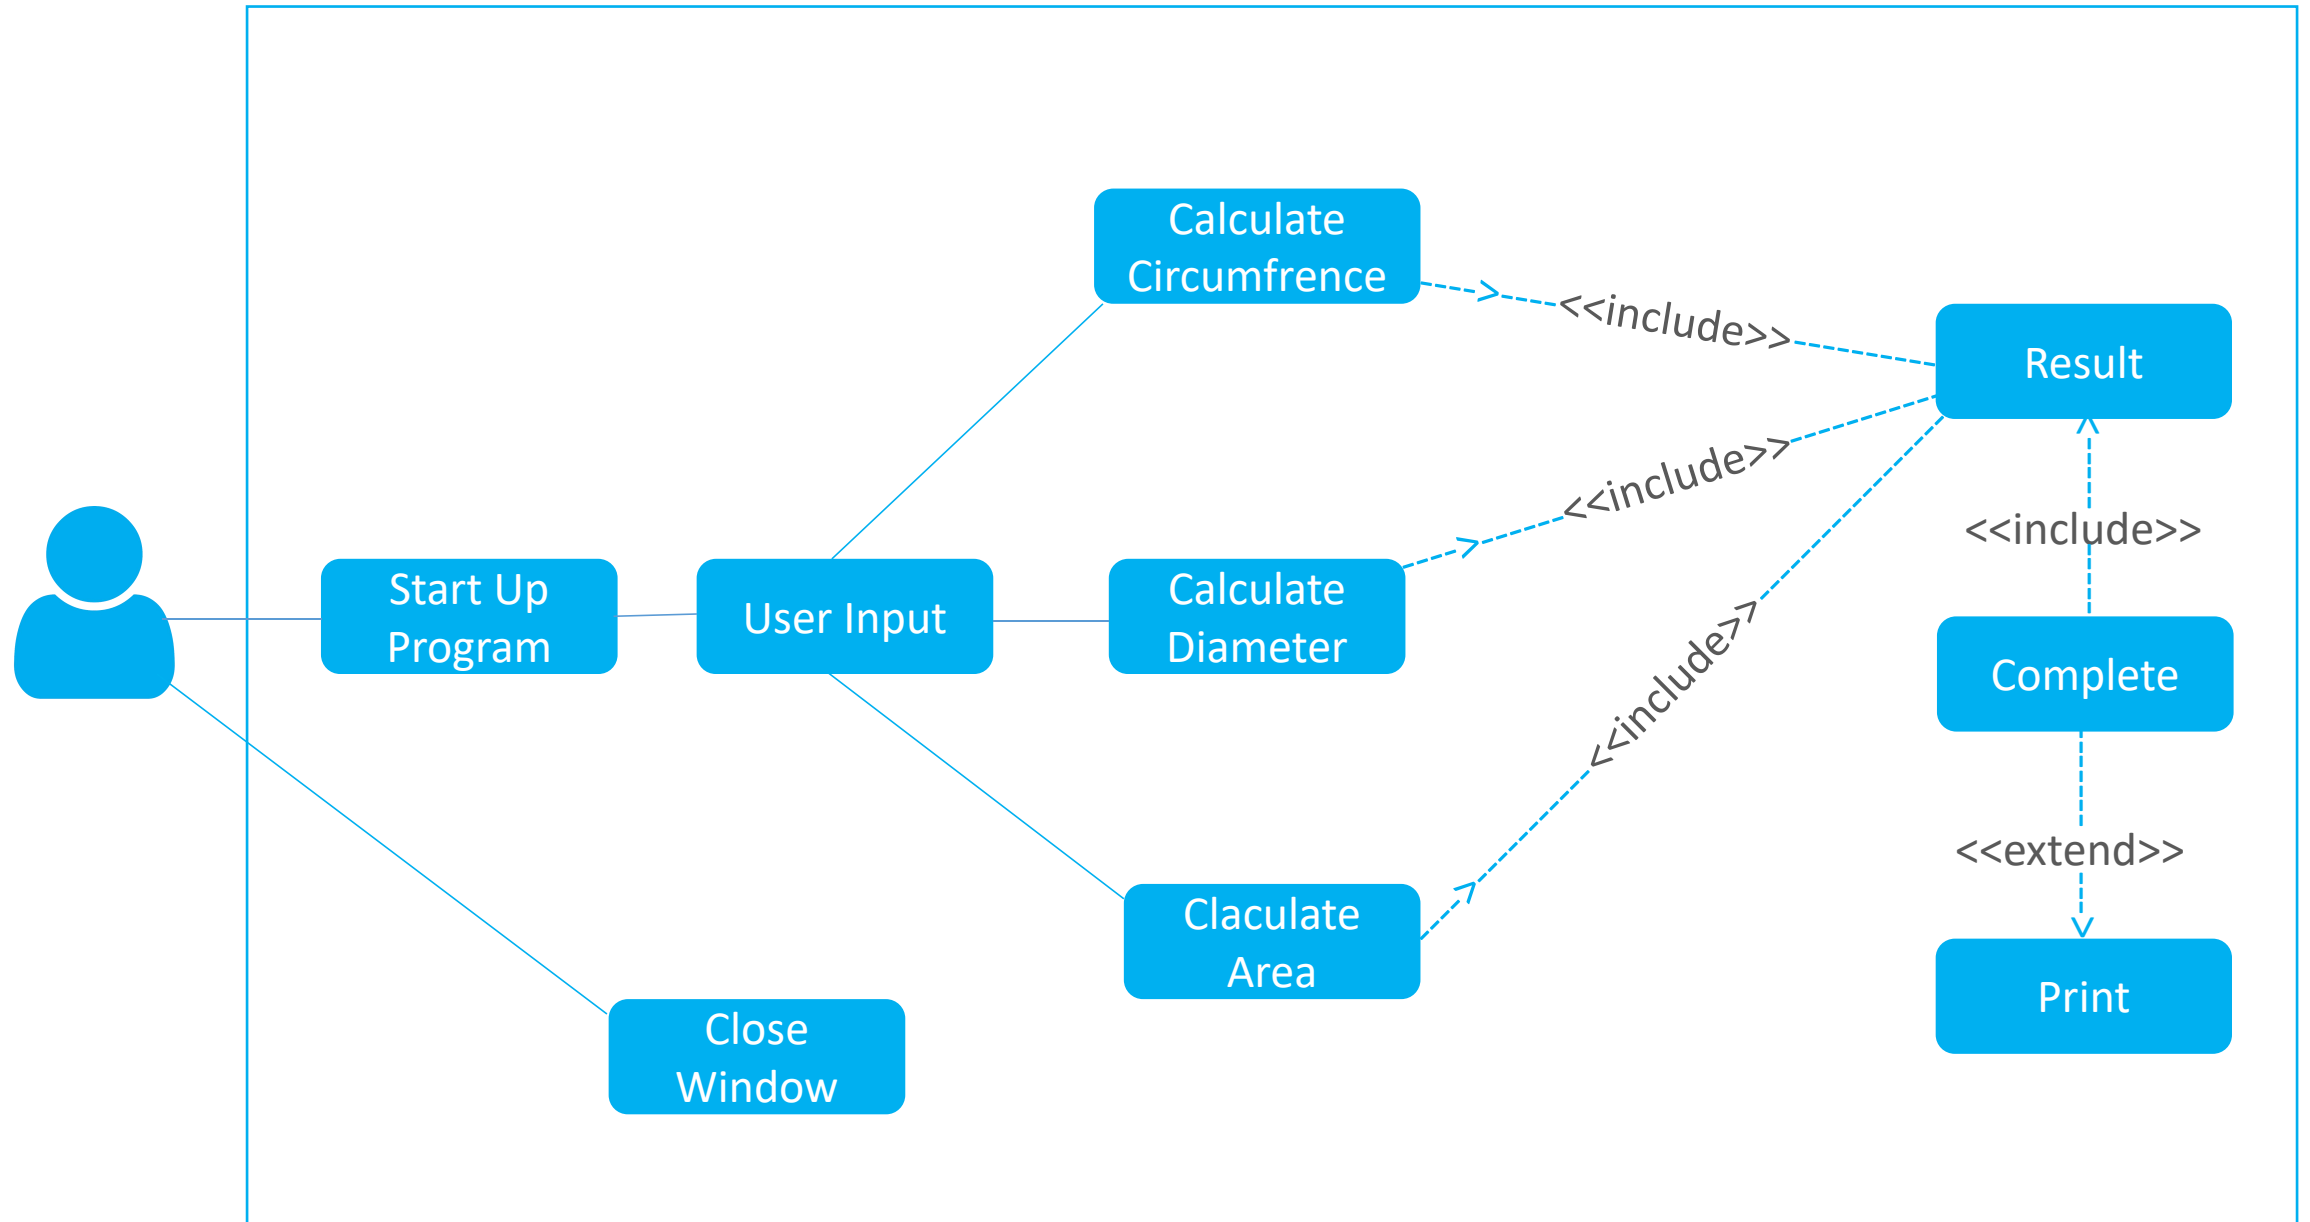 Calculate
Circumfrence
<<include>>
Result
<<include>>
<<include>>
Start Up
Program
User Input
Calculate
Diameter
<<include>>
Complete
<<extend>>
Claculate
Area
Print
Close
Window